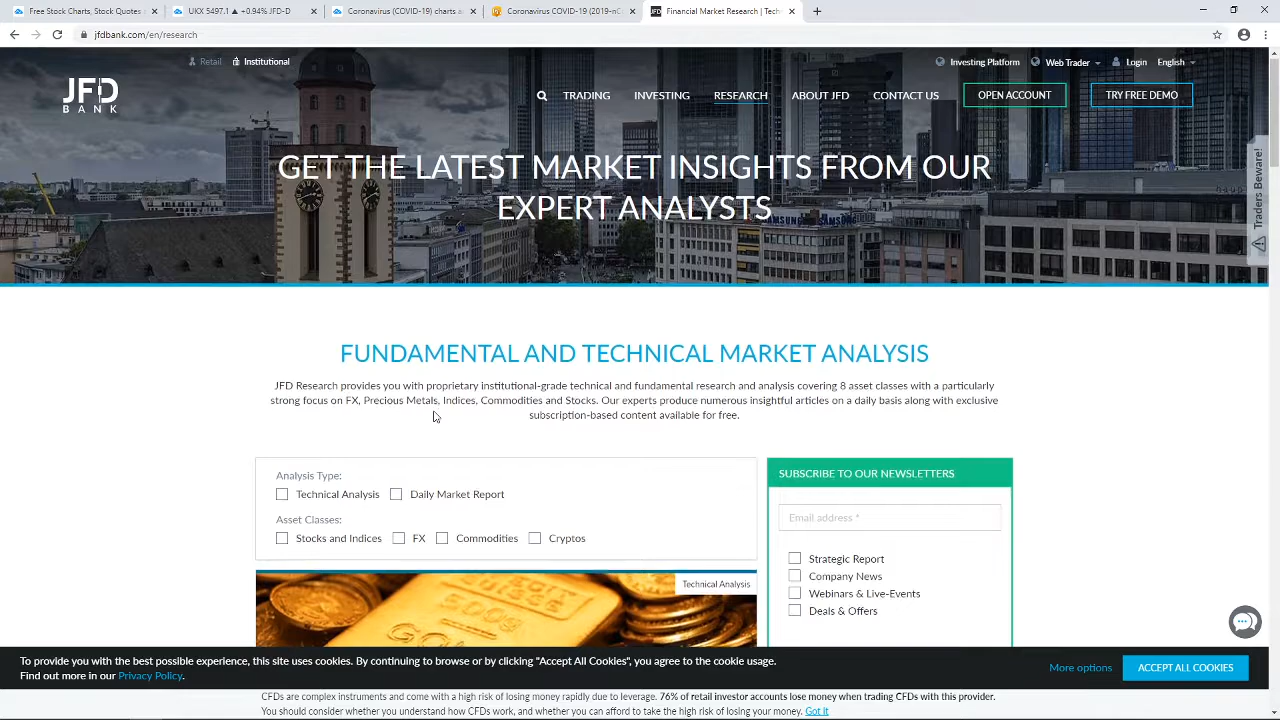 Free Stock Charts, Stock Quotes
UKX 5497.1 ▲ +0.94% JFD-D
Coronavirus (COVID-19) charts a
Coronavirus COVID-19 (2019-nC
Financial Market Research | Tech
jfdbank.com/en/research
Retail Institutional
Investing Platform Web Trader Login English
JFD
BANK
TRADING INVESTING RESEARCH ABOUT JFD CONTACT US OPEN ACCOUNT TRY FREE DEMO
GET THE LATEST MARKET INSIGHTS FROM OUR
EXPERT ANALYSTS
SAMSUNG SAMSUNG
Traders Beware!
FUNDAMENTAL AND TECHNICAL MARKET ANALYSIS
JFD Research provides you with proprietary institutional-grade technical and fundamental research and analysis covering 8 asset classes with a particularly
strong focus on FX, Precious Metals, Indices, Commodities and Stocks. Our experts produce numerous insightful articles on a daily basis along with exclusive
subscription-based content available for free.
Analysis Type:
Technical Analysis Daily Market Report
Asset Classes:
Stocks and Indices FX Commodities Cryptos
Technical Analysis
SUBSCRIBE TO OUR NEWSLETTERS
Email address *
Strategic Report
Company News
Webinars & Live-Events
Deals & Offers
To provide you with the best possible experience, this site uses cookies. By continuing to browse or by clicking "Accept All Cookies", you agree to the cookie usage.
Find out more in our Privacy Policy.
More options ACCEPT ALL COOKIES
CFDs are complex instruments and come with a high risk of losing money rapidly due to leverage. 76% of retail investor accounts lose money when trading CFDs with this provider.
You should consider whether you understand how CFDs work, and whether you can afford to take the high risk of losing your money. Got it